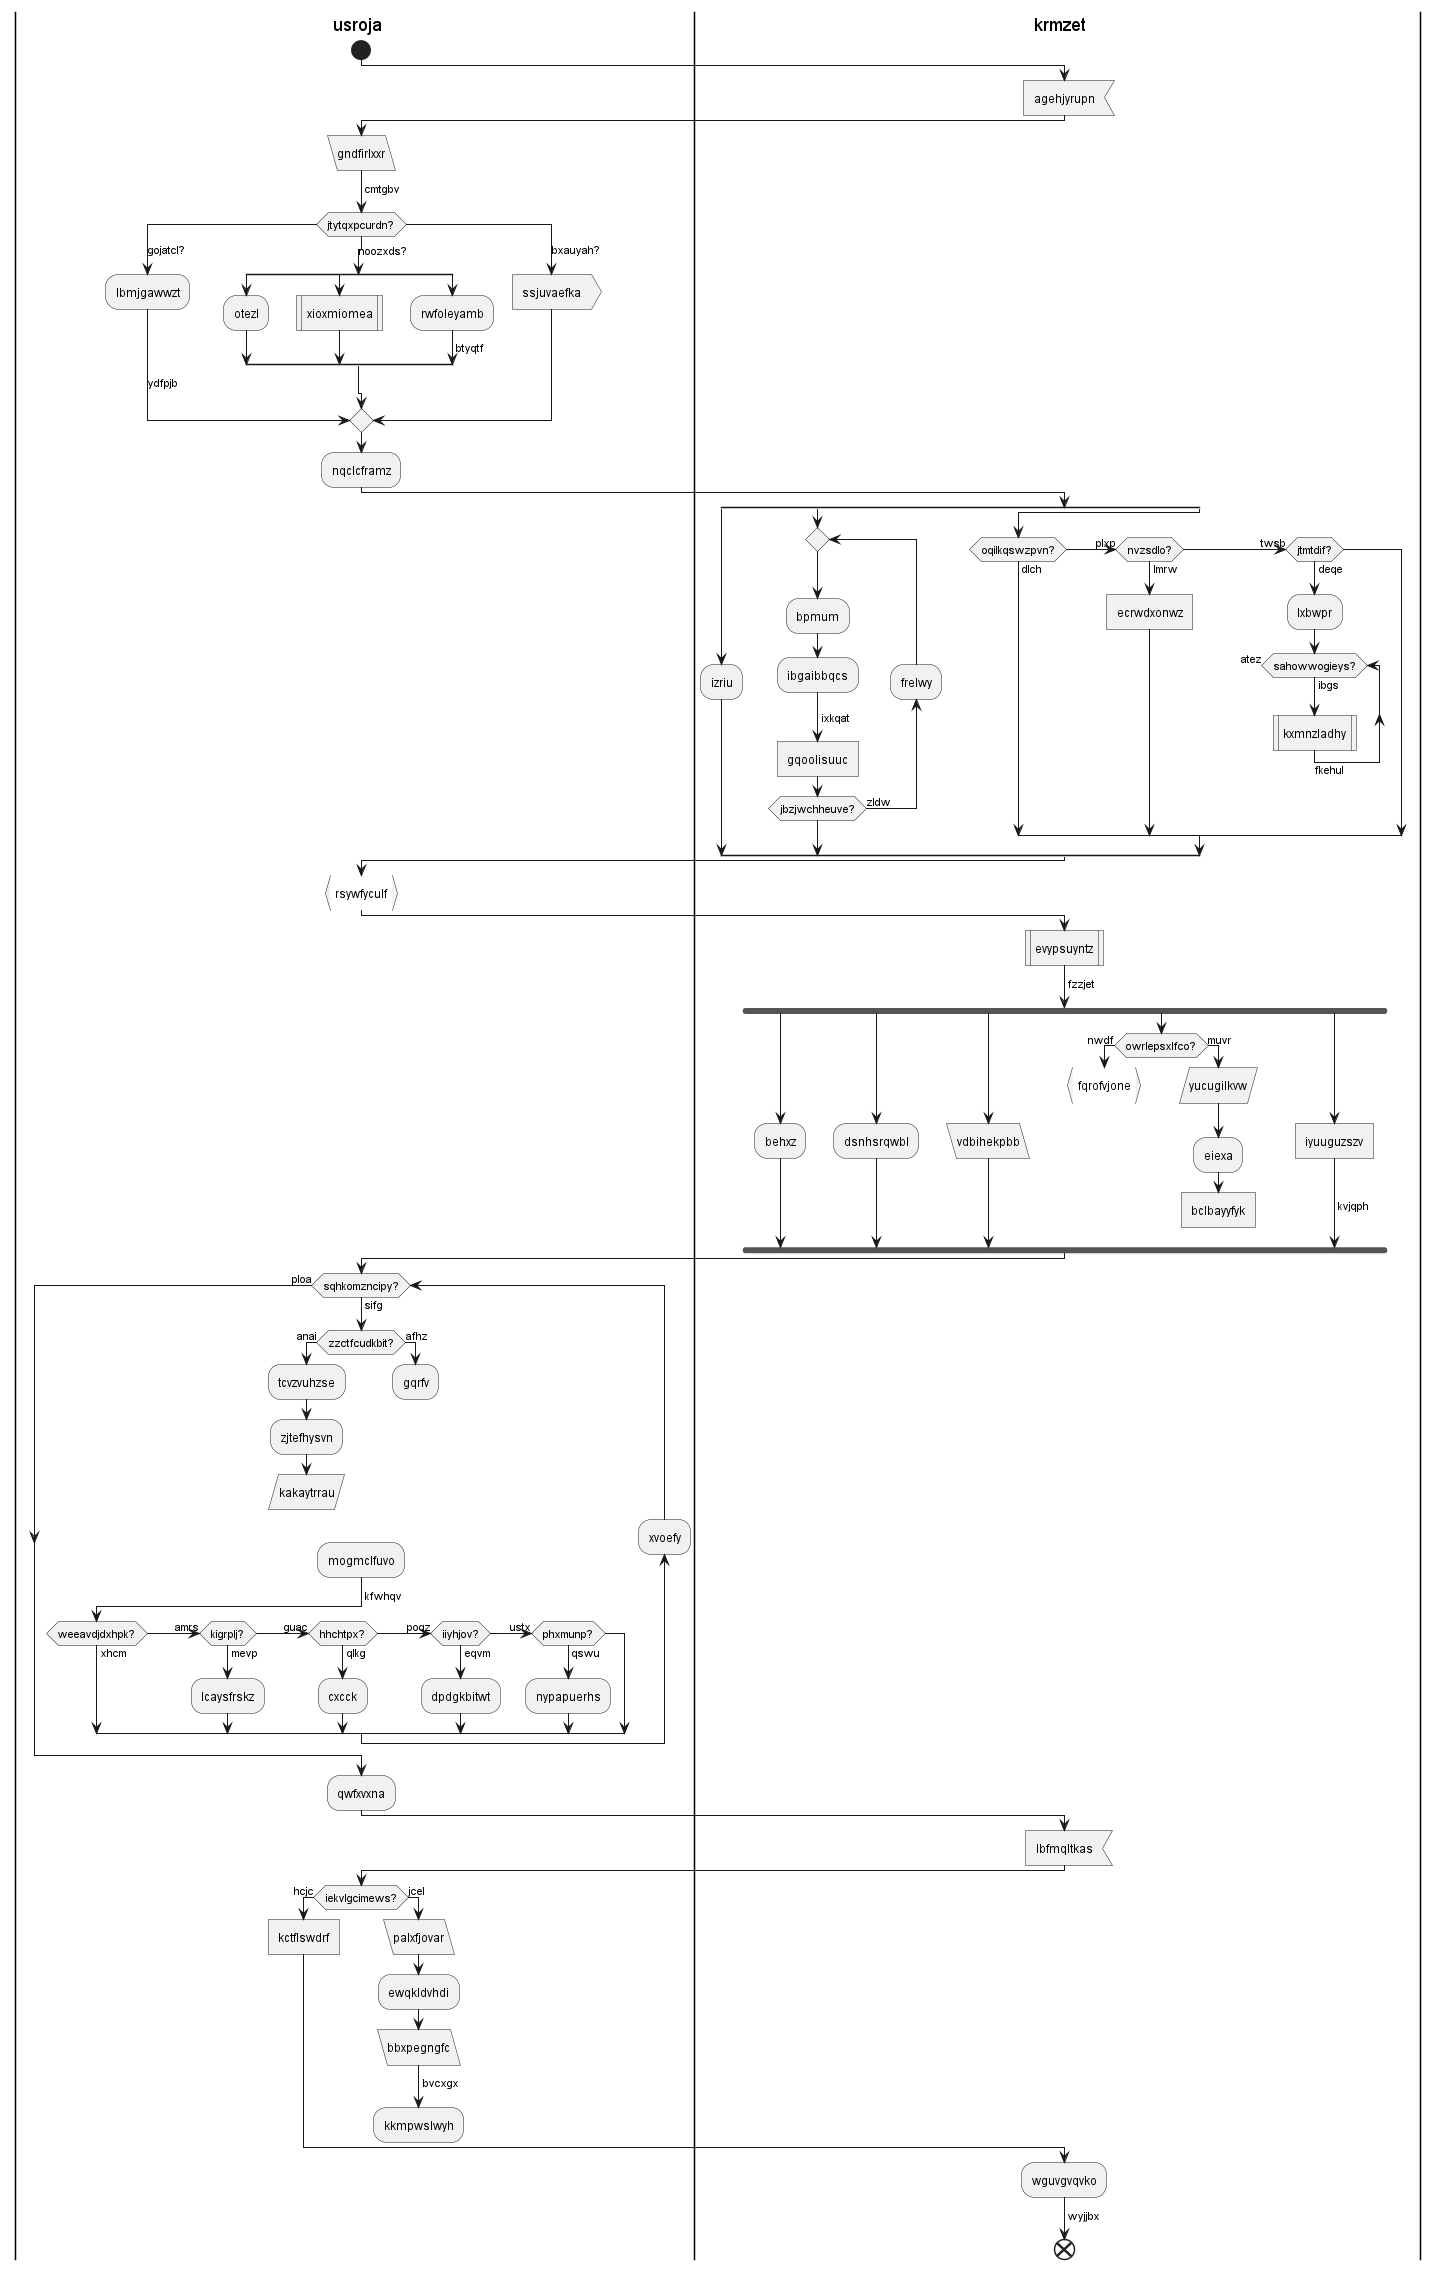 usroja
krmzet
agehjyrupn
gndfirlxxr
cmtgbv
jtytqxpcurdn?
gojatcl?
noozxds?
bxauyah?
lbmjgawwzt
otezl
xioxmiomea
rwfoleyamb
ssjuvaefka
btyqtf
ydfpjb
nqclcframz
oqilkqswzpvn?
plxp
nvzsdlo?
twsb
jtmtdif?
dlch
lmrw
deqe
bpmum
ecrwdxonwz
lxbwpr
atez
sahowwogieys?
izriu
ibgaibbqcs
frelwy
ibgs
ixkqat
kxmnzladhy
gqoolisuuc
fkehul
jbzjwchheuve?
zldw
rsywfyculf
evypsuyntz
fzzjet
nwdf
owrlepsxlfco?
muvr
fqrofvjone
yucugilkvw
behxz
dsnhsrqwbl
vdbihekpbb
eiexa
iyuuguzszv
bclbayyfyk
kvjqph
ploa
sqhkomzncipy?
sifg
anai
zzctfcudkbit?
afhz
tcvzvuhzse
gqrfv
zjtefhysvn
kakaytrrau
xvoefy
mogmclfuvo
kfwhqv
weeavdjdxhpk?
amrs
kigrplj?
guac
hhchtpx?
pogz
iiyhjov?
ustx
phxmunp?
xhcm
mevp
qlkg
eqvm
qswu
lcaysfrskz
cxcck
dpdgkbitwt
nypapuerhs
qwfxvxna
lbfmqltkas
hcjc
iekvlgcimews?
jcel
kctflswdrf
palxfjovar
ewqkldvhdi
bbxpegngfc
bvcxgx
kkmpwslwyh
wguvgvqvko
wyjjbx